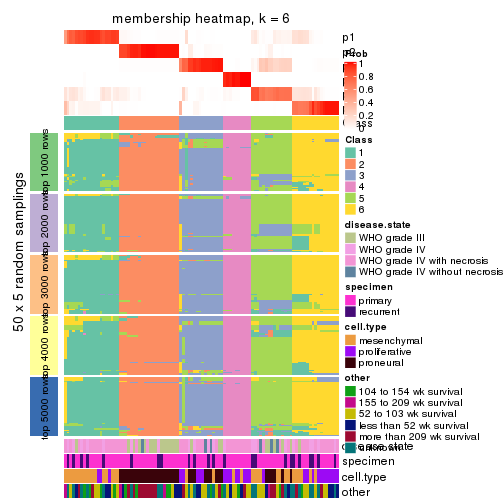 membership heatmap, k = 6
p1
p2
Prob
1
0.8
0.6
0.4
0.2
0
Class
Class
1
2
3
4
5
6
disease.state
WHO grade III
WHO grade IV
WHO grade IV with necrosis
WHO grade IV without necrosis
specimen
primary
recurrent
cell.type
mesenchymal
proliferative
proneural
other
104 to 154 wk survival
155 to 209 wk survival
52 to 103 wk survival
less than 52 wk survival
more than 209 wk survival
disease.state
specimen
cell.type
other
50 x 5 random samplings
top 1000 rows
top 2000 rows
top 3000 rows
top 4000 rows
top 5000 rows